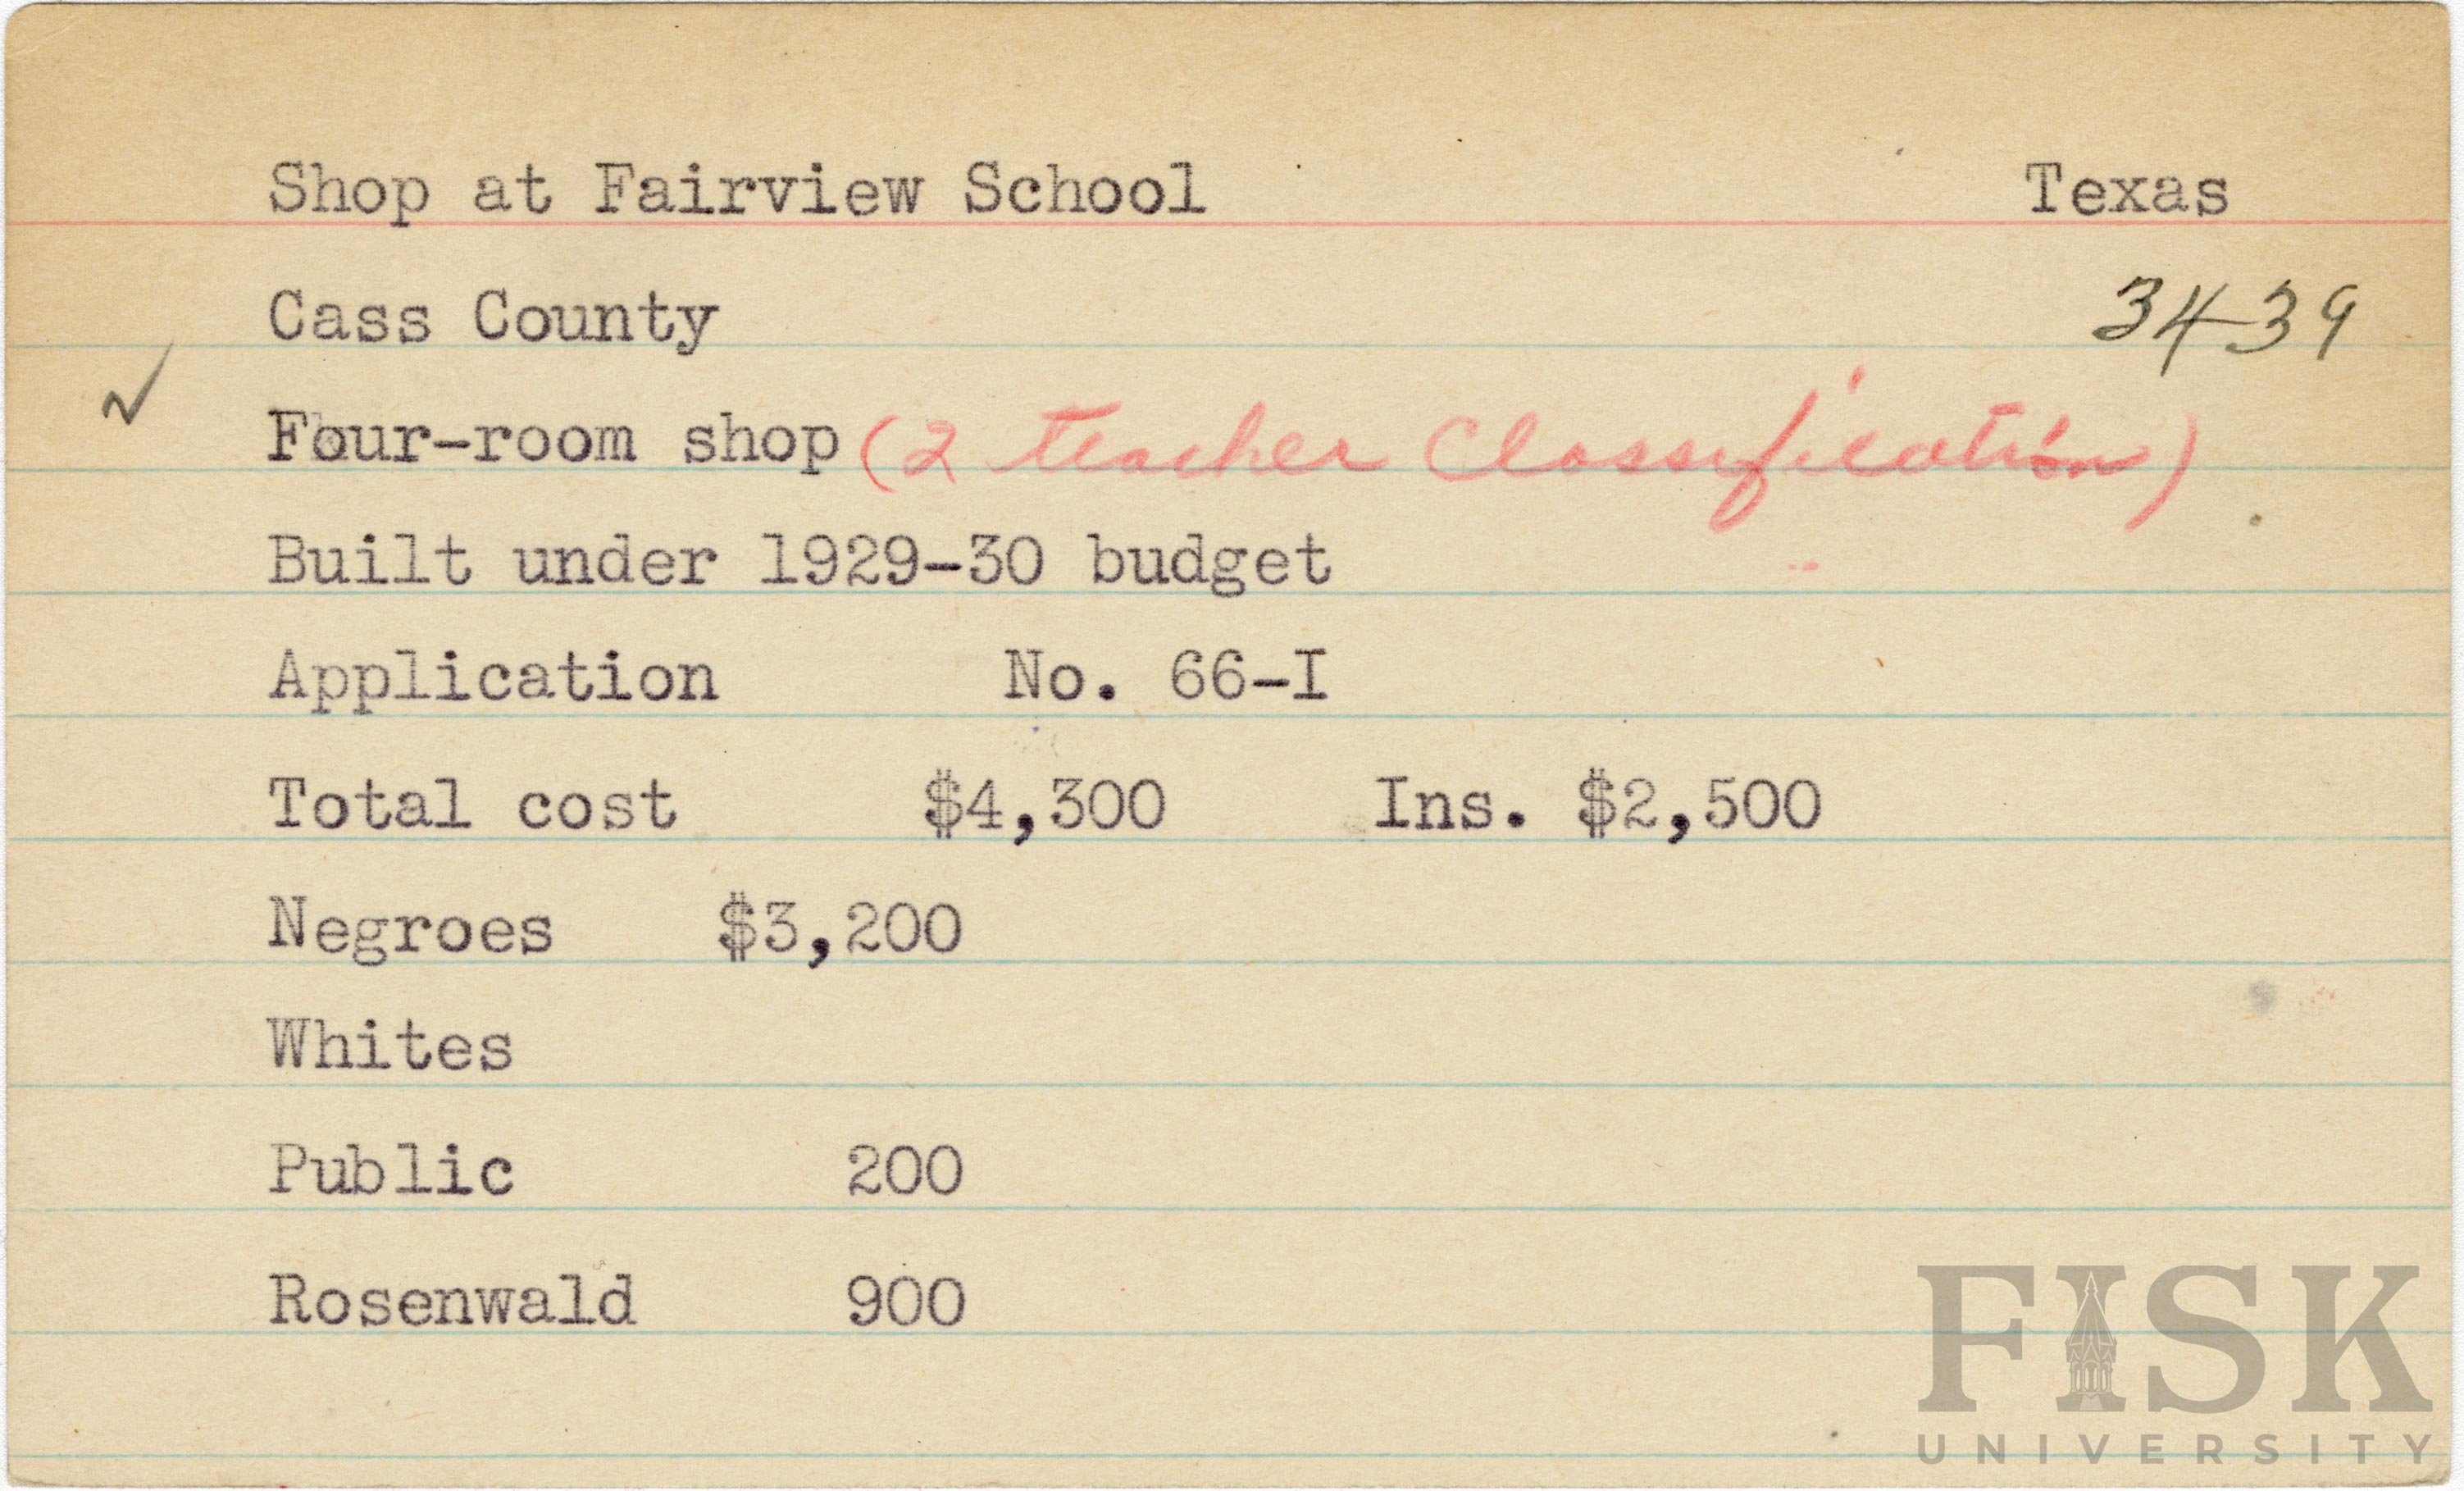 Shop at Fairview School Texas
Cass County 3439
✓ Four-room shop (2 teacher Classification)
Built under 1929-30 budget
Application No. 66-I
Total cost $4,300 Ins. $2,500
Negroes $3,200
Whites
Public 200
Rosenwald 900
FISK
UNIVERSITY